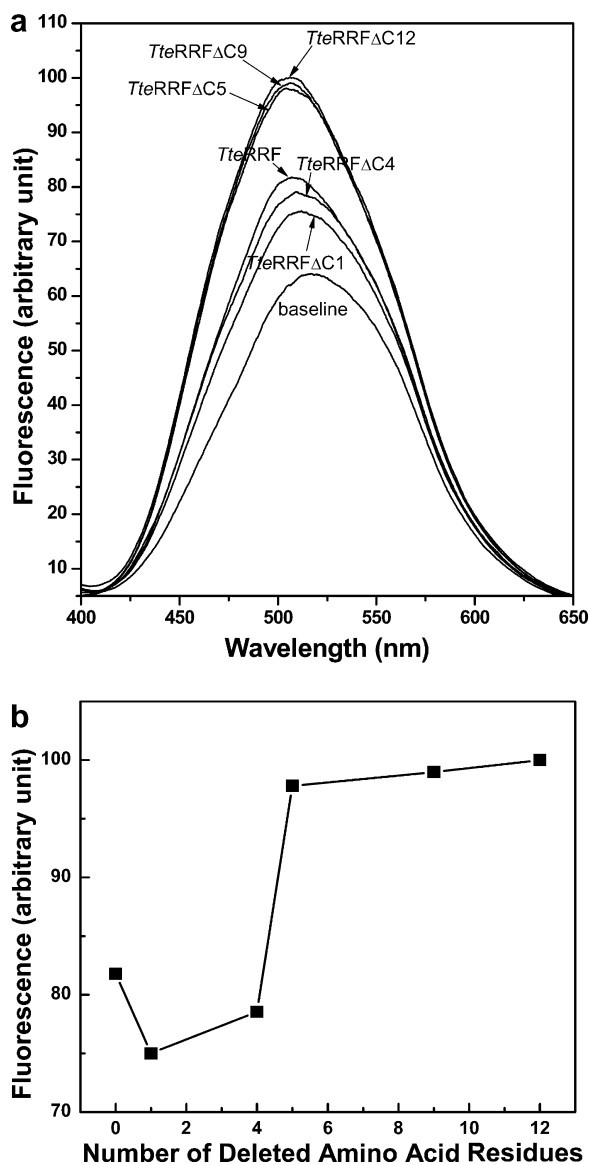 a
110
100
90
80
70
60
50
40
30
20
10
Fluorescence (arbitrary unit)
TteRRFΔC12
TteRRFΔC9
TteRRFΔC5
TteRRF
TteRRFΔC4
TteRRFΔC1
baseline
400 450 500 550 600 650
Wavelength (nm)
b
100
90
80
70
Fluorescence (arbitrary unit)
0 2 4 6 8 10 12
Number of Deleted Amino Acid Residues